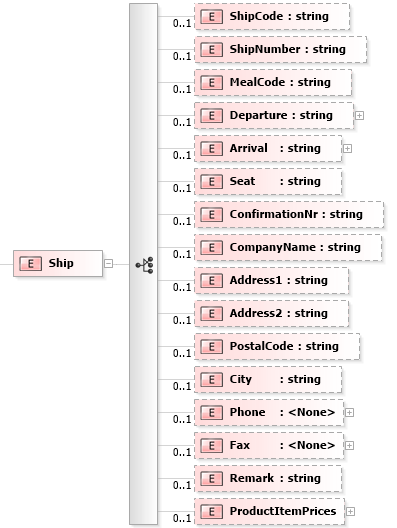 E ShipCode : string
0..1
E ShipNumber : string
0..1
E MealCode : string
0..1
E Departure : string
0..1
E Arrival : string
0..1
E Seat : string
0..1
E ConfirmationNr : string
0..1
E CompanyName : string
0..1
E Ship
E Address1 : string
0..1
E Address2 : string
0..1
E PostalCode : string
0..1
E City : string
0..1
E Phone : <None>
0..1
E Fax : <None>
0..1
E Remark : string
0..1
E ProductItemPrices
0..1